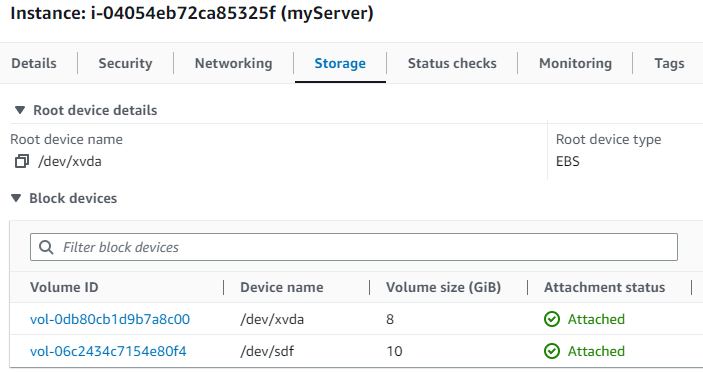 Instance: i-04054eb72ca85325f (myServer)
Details Security Networking Storage Status checks Monitoring Tags
Root device details
Root device name Root device type
/dev/xvda EBS
Block devices
Filter block devices
Volume ID Device name Volume size (GiB) Attachment status
vol-0db80cb1d9b7a8c00 /dev/xvda 8 Attached
vol-06c2434c7154e80f4 /dev/sdf 10 Attached